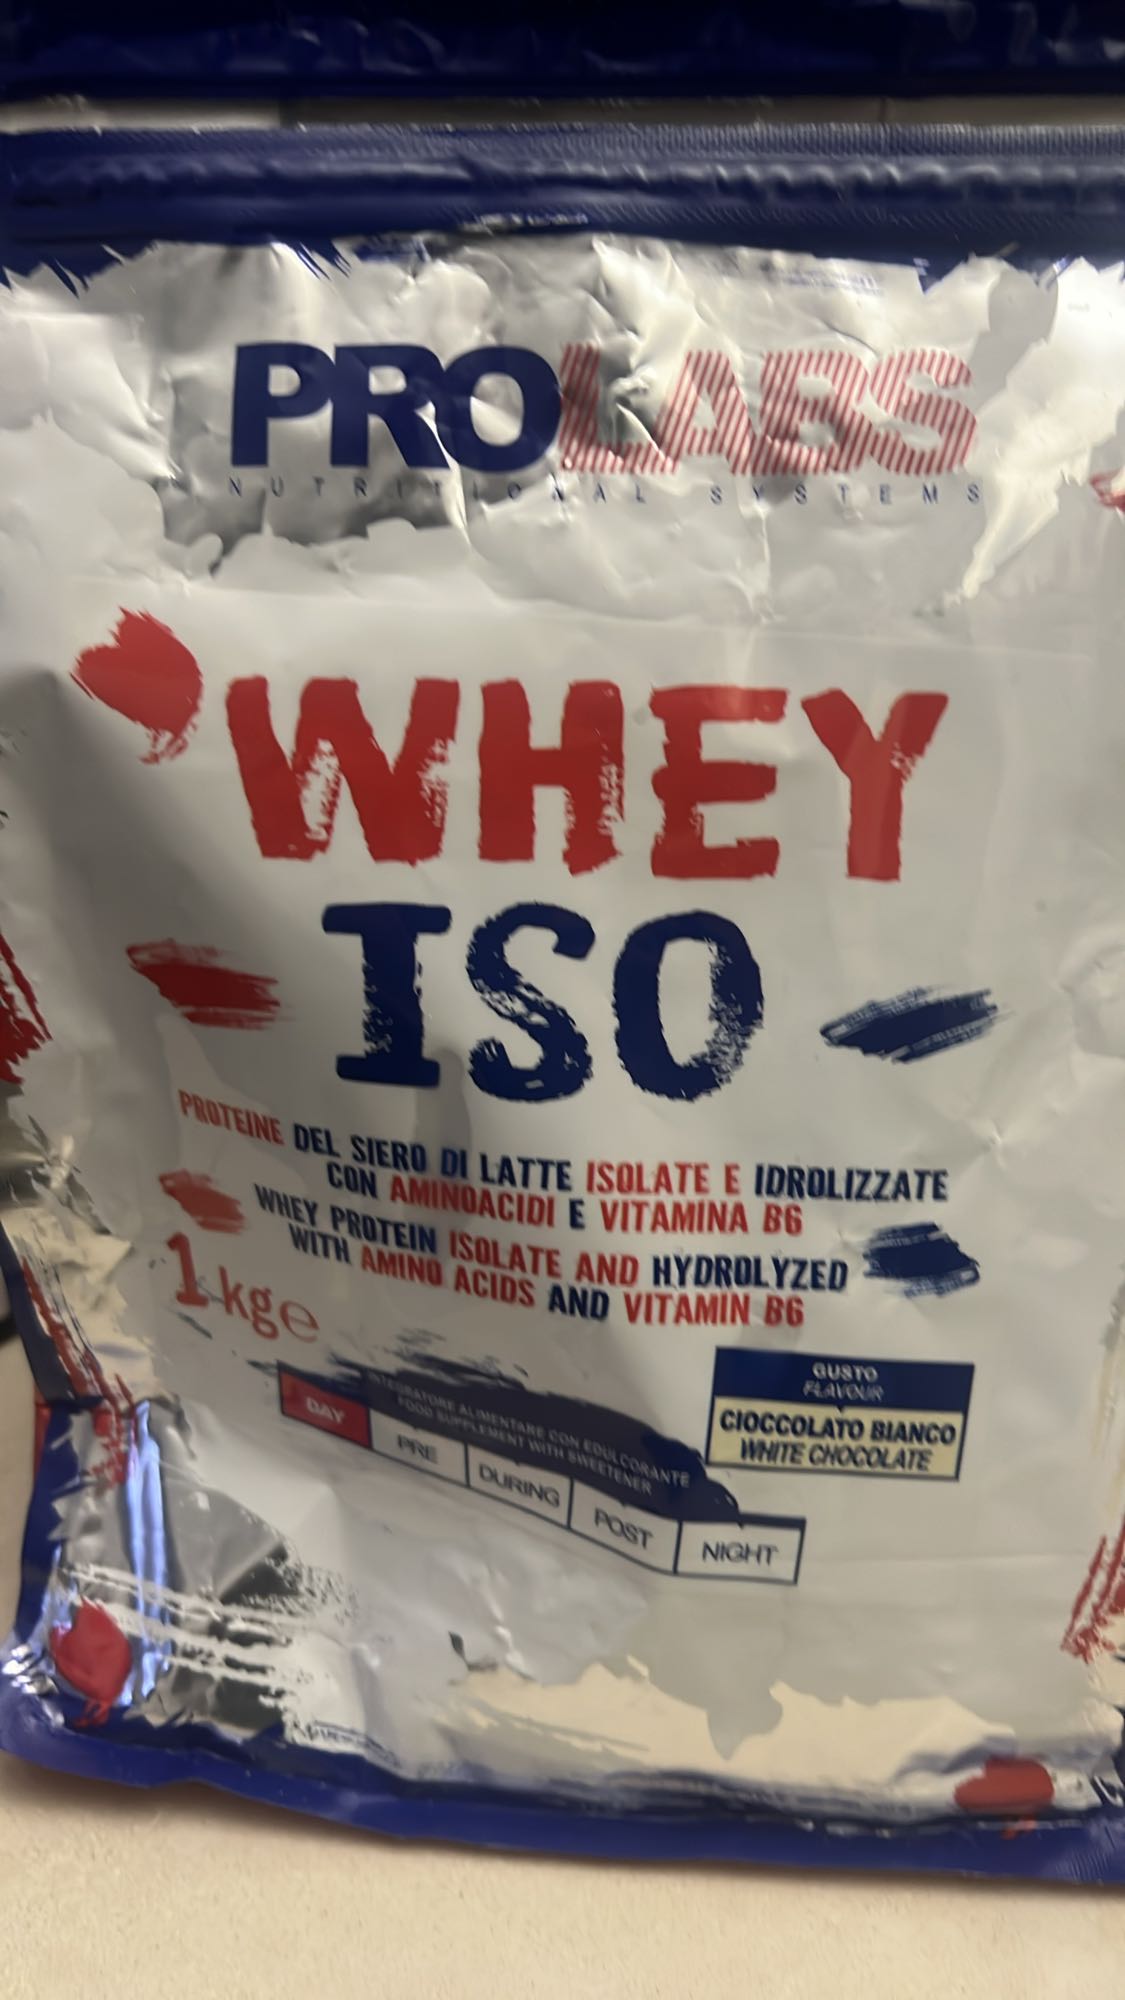 PROLABS
NUTRITIONAL SYSTEMS
WHEY
ISO
PROTEINE DEL SIERO DI LATTE ISOLATE E IDROLIZZATE
CON AMINOACIDI E VITAMINA B6
WHEY PROTEIN ISOLATE AND HYDROLYZED
WITH AMINO ACIDS AND VITAMIN B6
1 kg e
GUSTO
FLAVOUR
CIOCCOLATO BIANCO
WHITE CHOCOLATE
INTEGRATORE ALIMENTARE CON EDULCORANTE
FOOD SUPPLEMENT WITH SWEETENER
DAY PRE DURING POST NIGHT